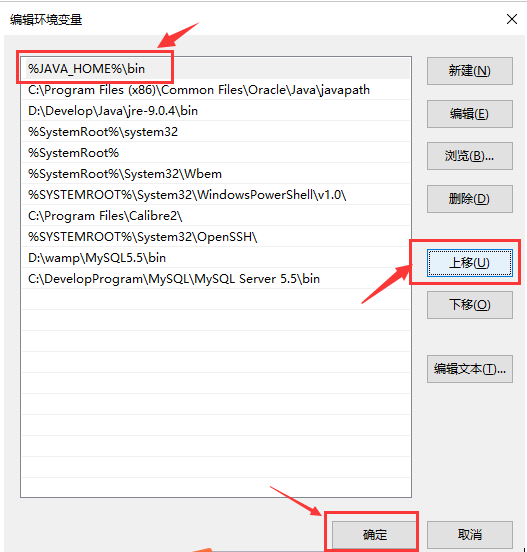 编辑环境变量
%JAVA_HOME%\bin
C:\Program Files (x86)\Common Files\Oracle\Java\javapath
D:\Develop\Java\jre-9.0.4\bin
%SystemRoot%\system32
%SystemRoot%
%SystemRoot%\System32\Wbem
%SYSTEMROOT%\System32\WindowsPowerShell\v1.0\
C:\Program Files\Calibre2\
%SYSTEMROOT%\System32\OpenSSH\
D:\wamp\MySQL5.5\bin
C:\DevelopProgram\MySQL\MySQL Server 5.5\bin
新建(N)
编辑(E)
浏览(B)...
删除(D)
上移(U)
下移(O)
编辑文本(T)...
确定
取消